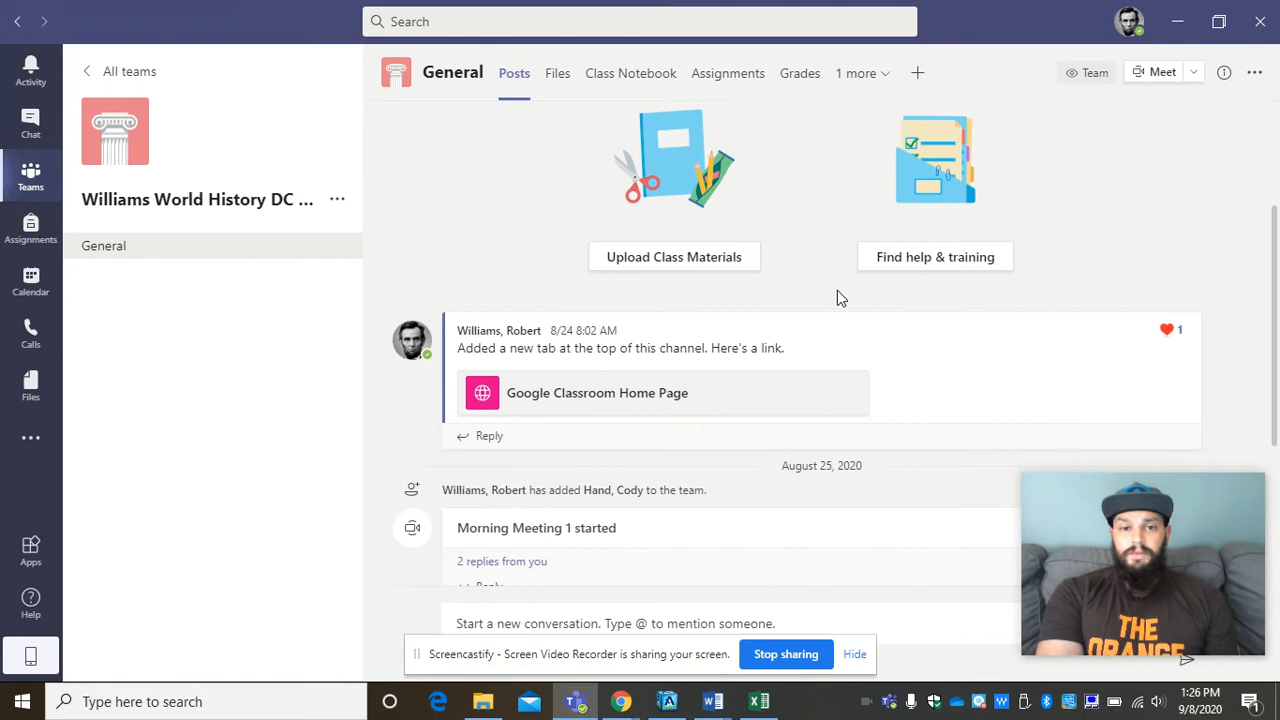 Search
Activity
Chat
Teams
Assignments
Calendar
Calls
Files
Apps
Help
All teams
Williams World History DC ...
General
General
Posts
Files
Class Notebook
Assignments
Grades
1 more
Team
Meet
Upload Class Materials
Find help & training
Williams, Robert 8/24 8:02 AM
1
Added a new tab at the top of this channel. Here's a link.
Google Classroom Home Page
Reply
August 25, 2020
Williams, Robert has added Hand, Cody to the team.
Morning Meeting 1 started
2 replies from you
Reply
Start a new conversation. Type @ to mention someone.
THE
ORANGE
Screencastify - Screen Video Recorder is sharing your screen.
Stop sharing
Hide
Type here to search
1:26 PM
9/8/2020